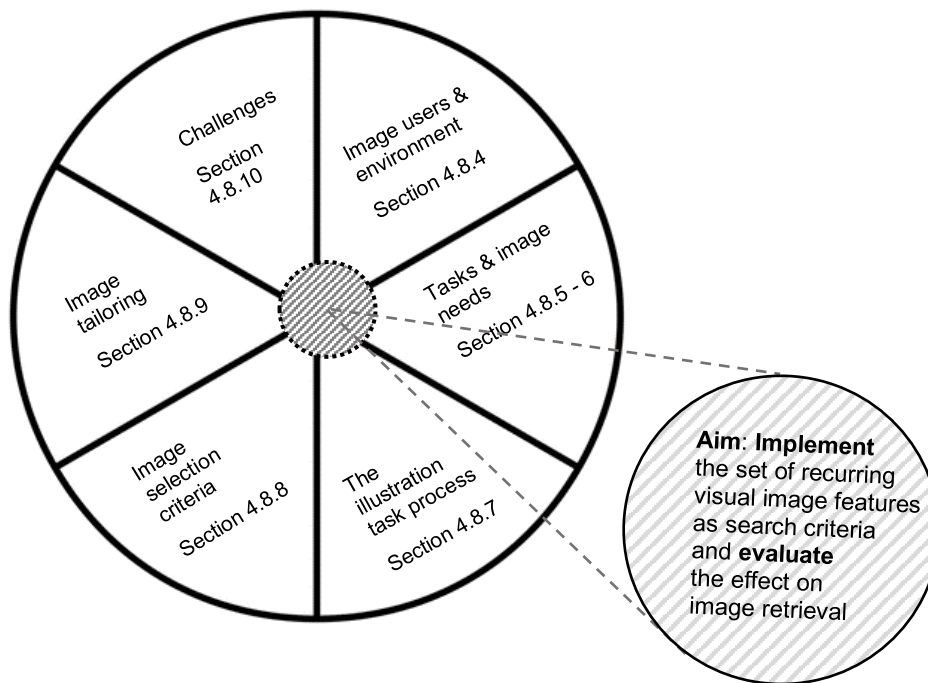 Challenges
Section
4.8.10
Image users &
environment
Section 4.8.4
Tasks & image
needs
Section 4.8.5 - 6
The
illustration
task process
Section 4.8.7
Image
selection
criteria
Section 4.8.8
Image
tailoring
Section 4.8.9
Aim: Implement
the set of recurring
visual image features
as search criteria
and evaluate
the effect on
image retrieval